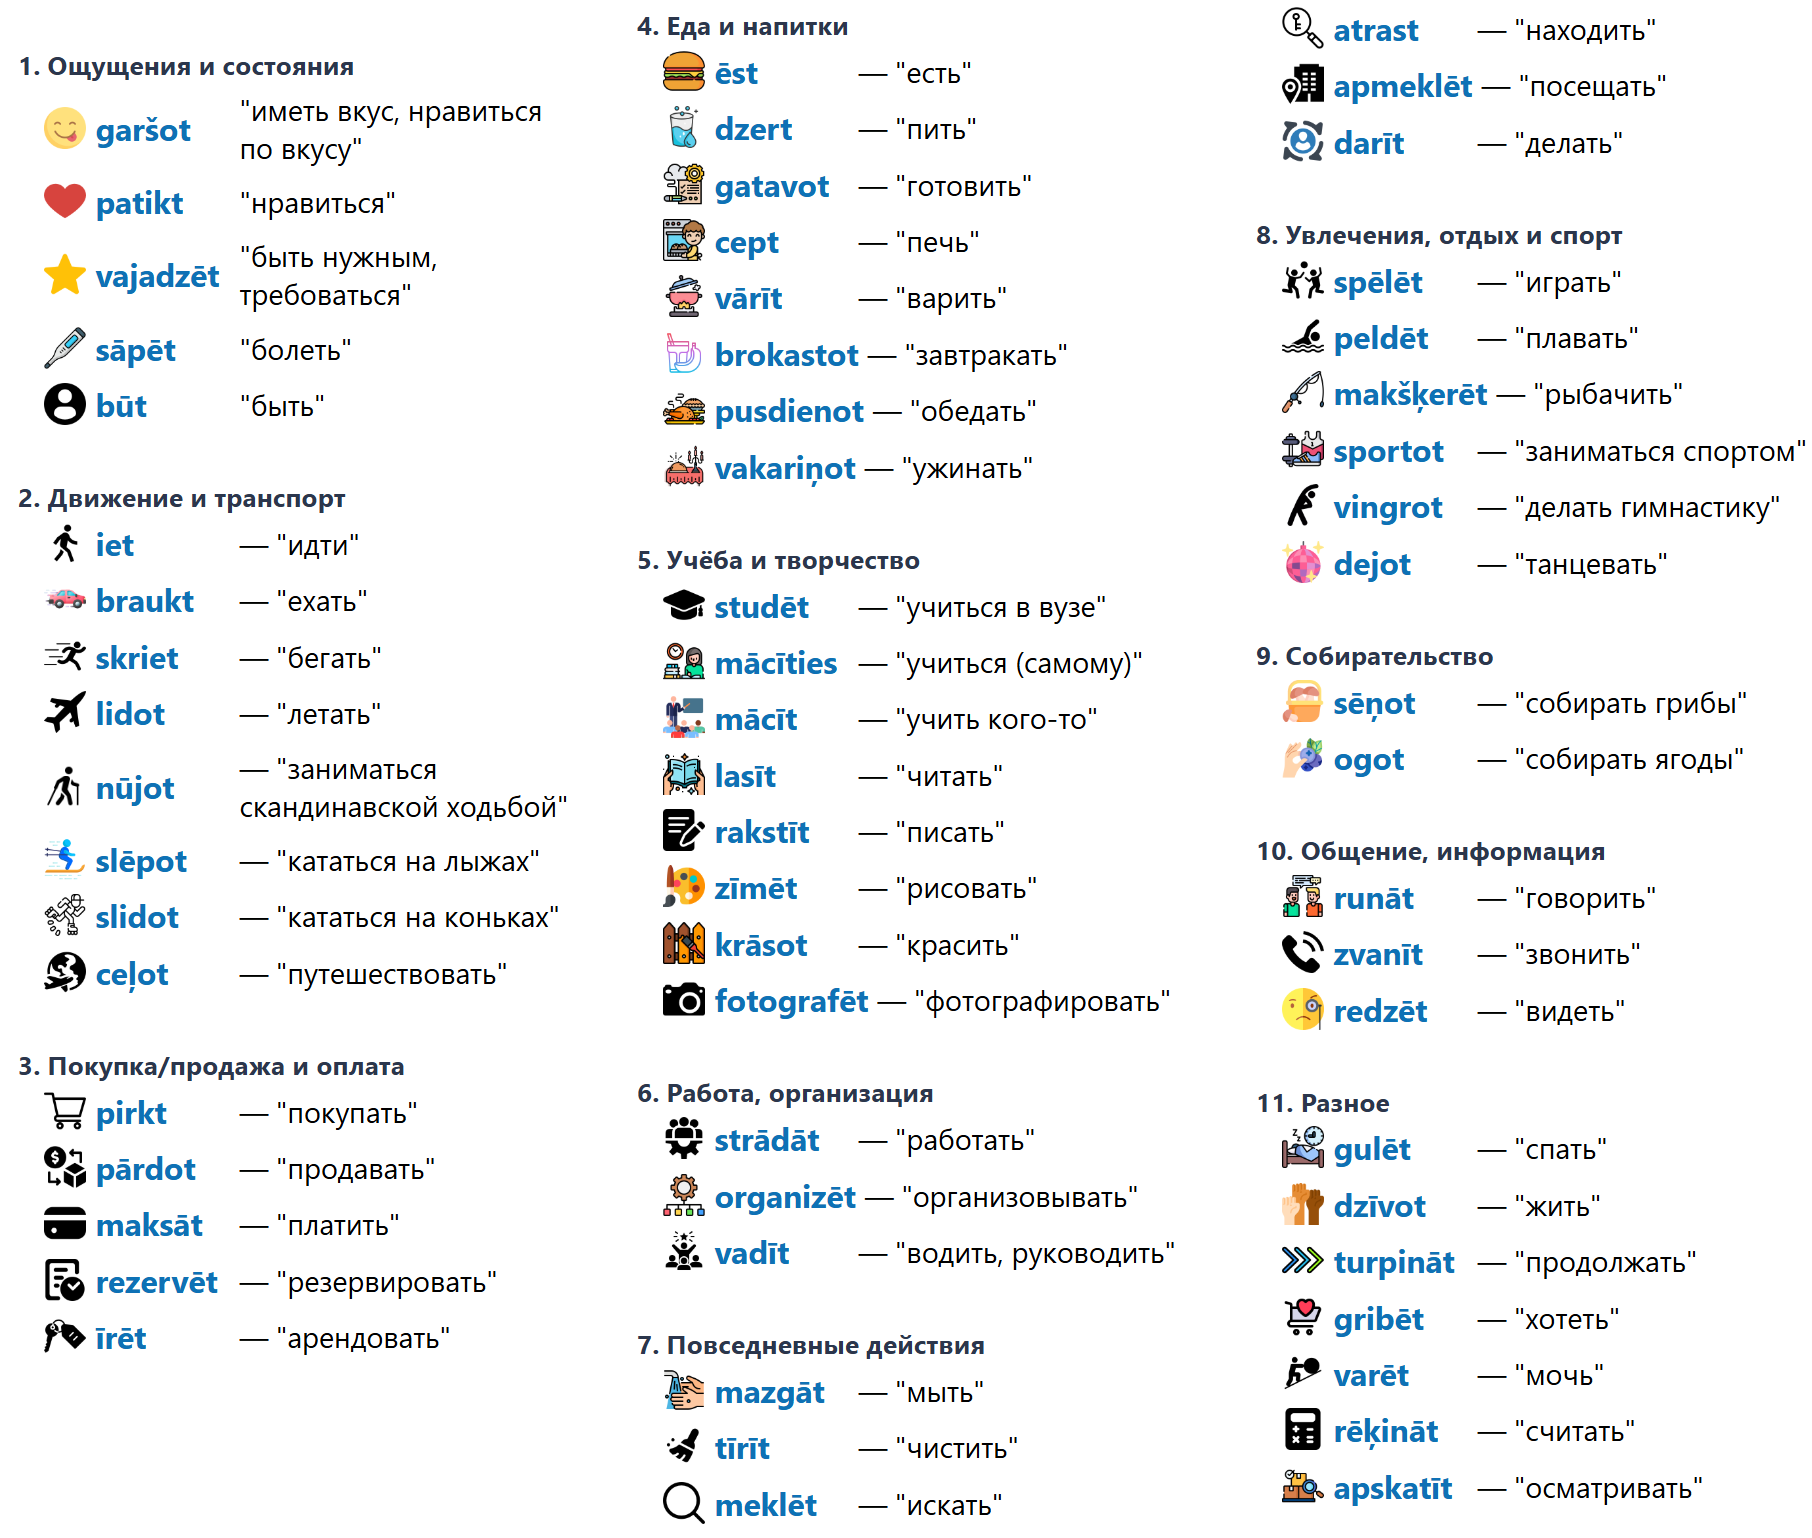 1. Ощущения и состояния
garšot "иметь вкус, нравиться
по вкусу"
patikt "нравиться"
vajadzēt "быть нужным,
требоваться"
sāpēt "болеть"
būt "быть"
2. Движение и транспорт
iet — "идти"
braukt — "ехать"
skriet — "бегать"
lidot — "летать"
nūjot — "заниматься
скандинавской ходьбой"
slēpot — "кататься на лыжах"
slidot — "кататься на коньках"
ceļot — "путешествовать"
3. Покупка/продажа и оплата
pirkt — "покупать"
pārdot — "продавать"
maksāt — "платить"
rezervēt — "резервировать"
īrēt — "арендовать"
4. Еда и напитки
ēst — "есть"
dzert — "пить"
gatavot — "готовить"
cept — "печь"
vārīt — "варить"
brokastot — "завтракать"
pusdienot — "обедать"
vakariņot — "ужинать"
5. Учёба и творчество
studēt — "учиться в вузе"
mācīties — "учиться (самому)"
mācīt — "учить кого-то"
lasīt — "читать"
rakstīt — "писать"
zīmēt — "рисовать"
krāsot — "красить"
fotografēt — "фотографировать"
6. Работа, организация
strādāt — "работать"
organizēt — "организовывать"
vadīt — "водить, руководить"
7. Повседневные действия
mazgāt — "мыть"
tīrīt — "чистить"
meklēt — "искать"
atrast — "находить"
apmeklēt — "посещать"
darīt — "делать"
8. Увлечения, отдых и спорт
spēlēt — "играть"
peldēt — "плавать"
makšķerēt — "рыбачить"
sportot — "заниматься спортом"
vingrot — "делать гимнастику"
dejot — "танцевать"
9. Собирательство
sēņot — "собирать грибы"
ogot — "собирать ягоды"
10. Общение, информация
runāt — "говорить"
zvanīt — "звонить"
redzēt — "видеть"
11. Разное
gulēt — "спать"
dzīvot — "жить"
turpināt — "продолжать"
gribēt — "хотеть"
varēt — "мочь"
rēķināt — "считать"
apskatīt — "осматривать"